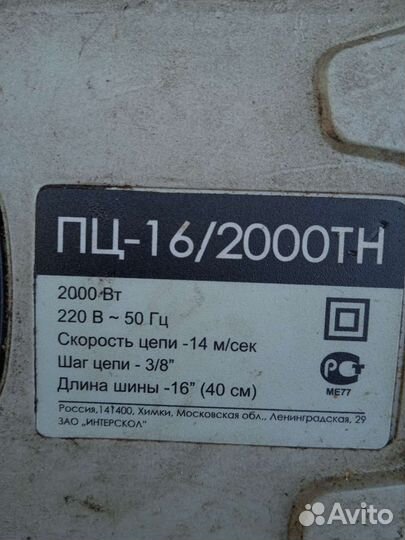 ПЦ-16/2000ТН
2000 Вт
220 В ~ 50 Гц
Скорость цепи -14 м/сек
Шаг цепи - 3/8"
Длина шины -16" (40 см)
РСТ
МЕ77
Россия,141400, Химки, Московская обл., Ленинградская, 29
ЗАО „ИНТЕРСКОЛ"
Avito